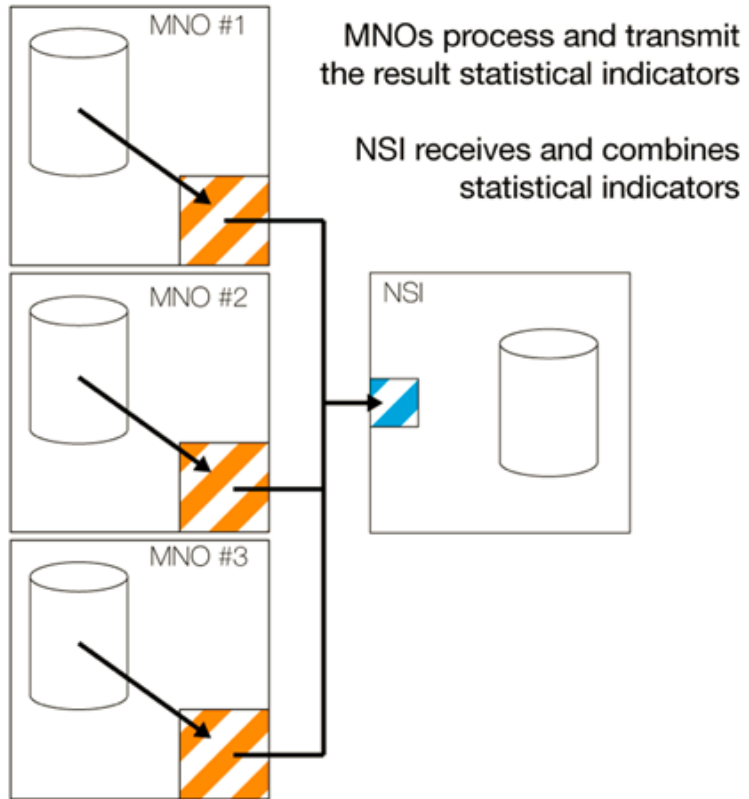 MNO #1
MNOs process and transmit
the result statistical indicators
NSI receives and combines
statistical indicators
MNO #2
NSI
MNO #3